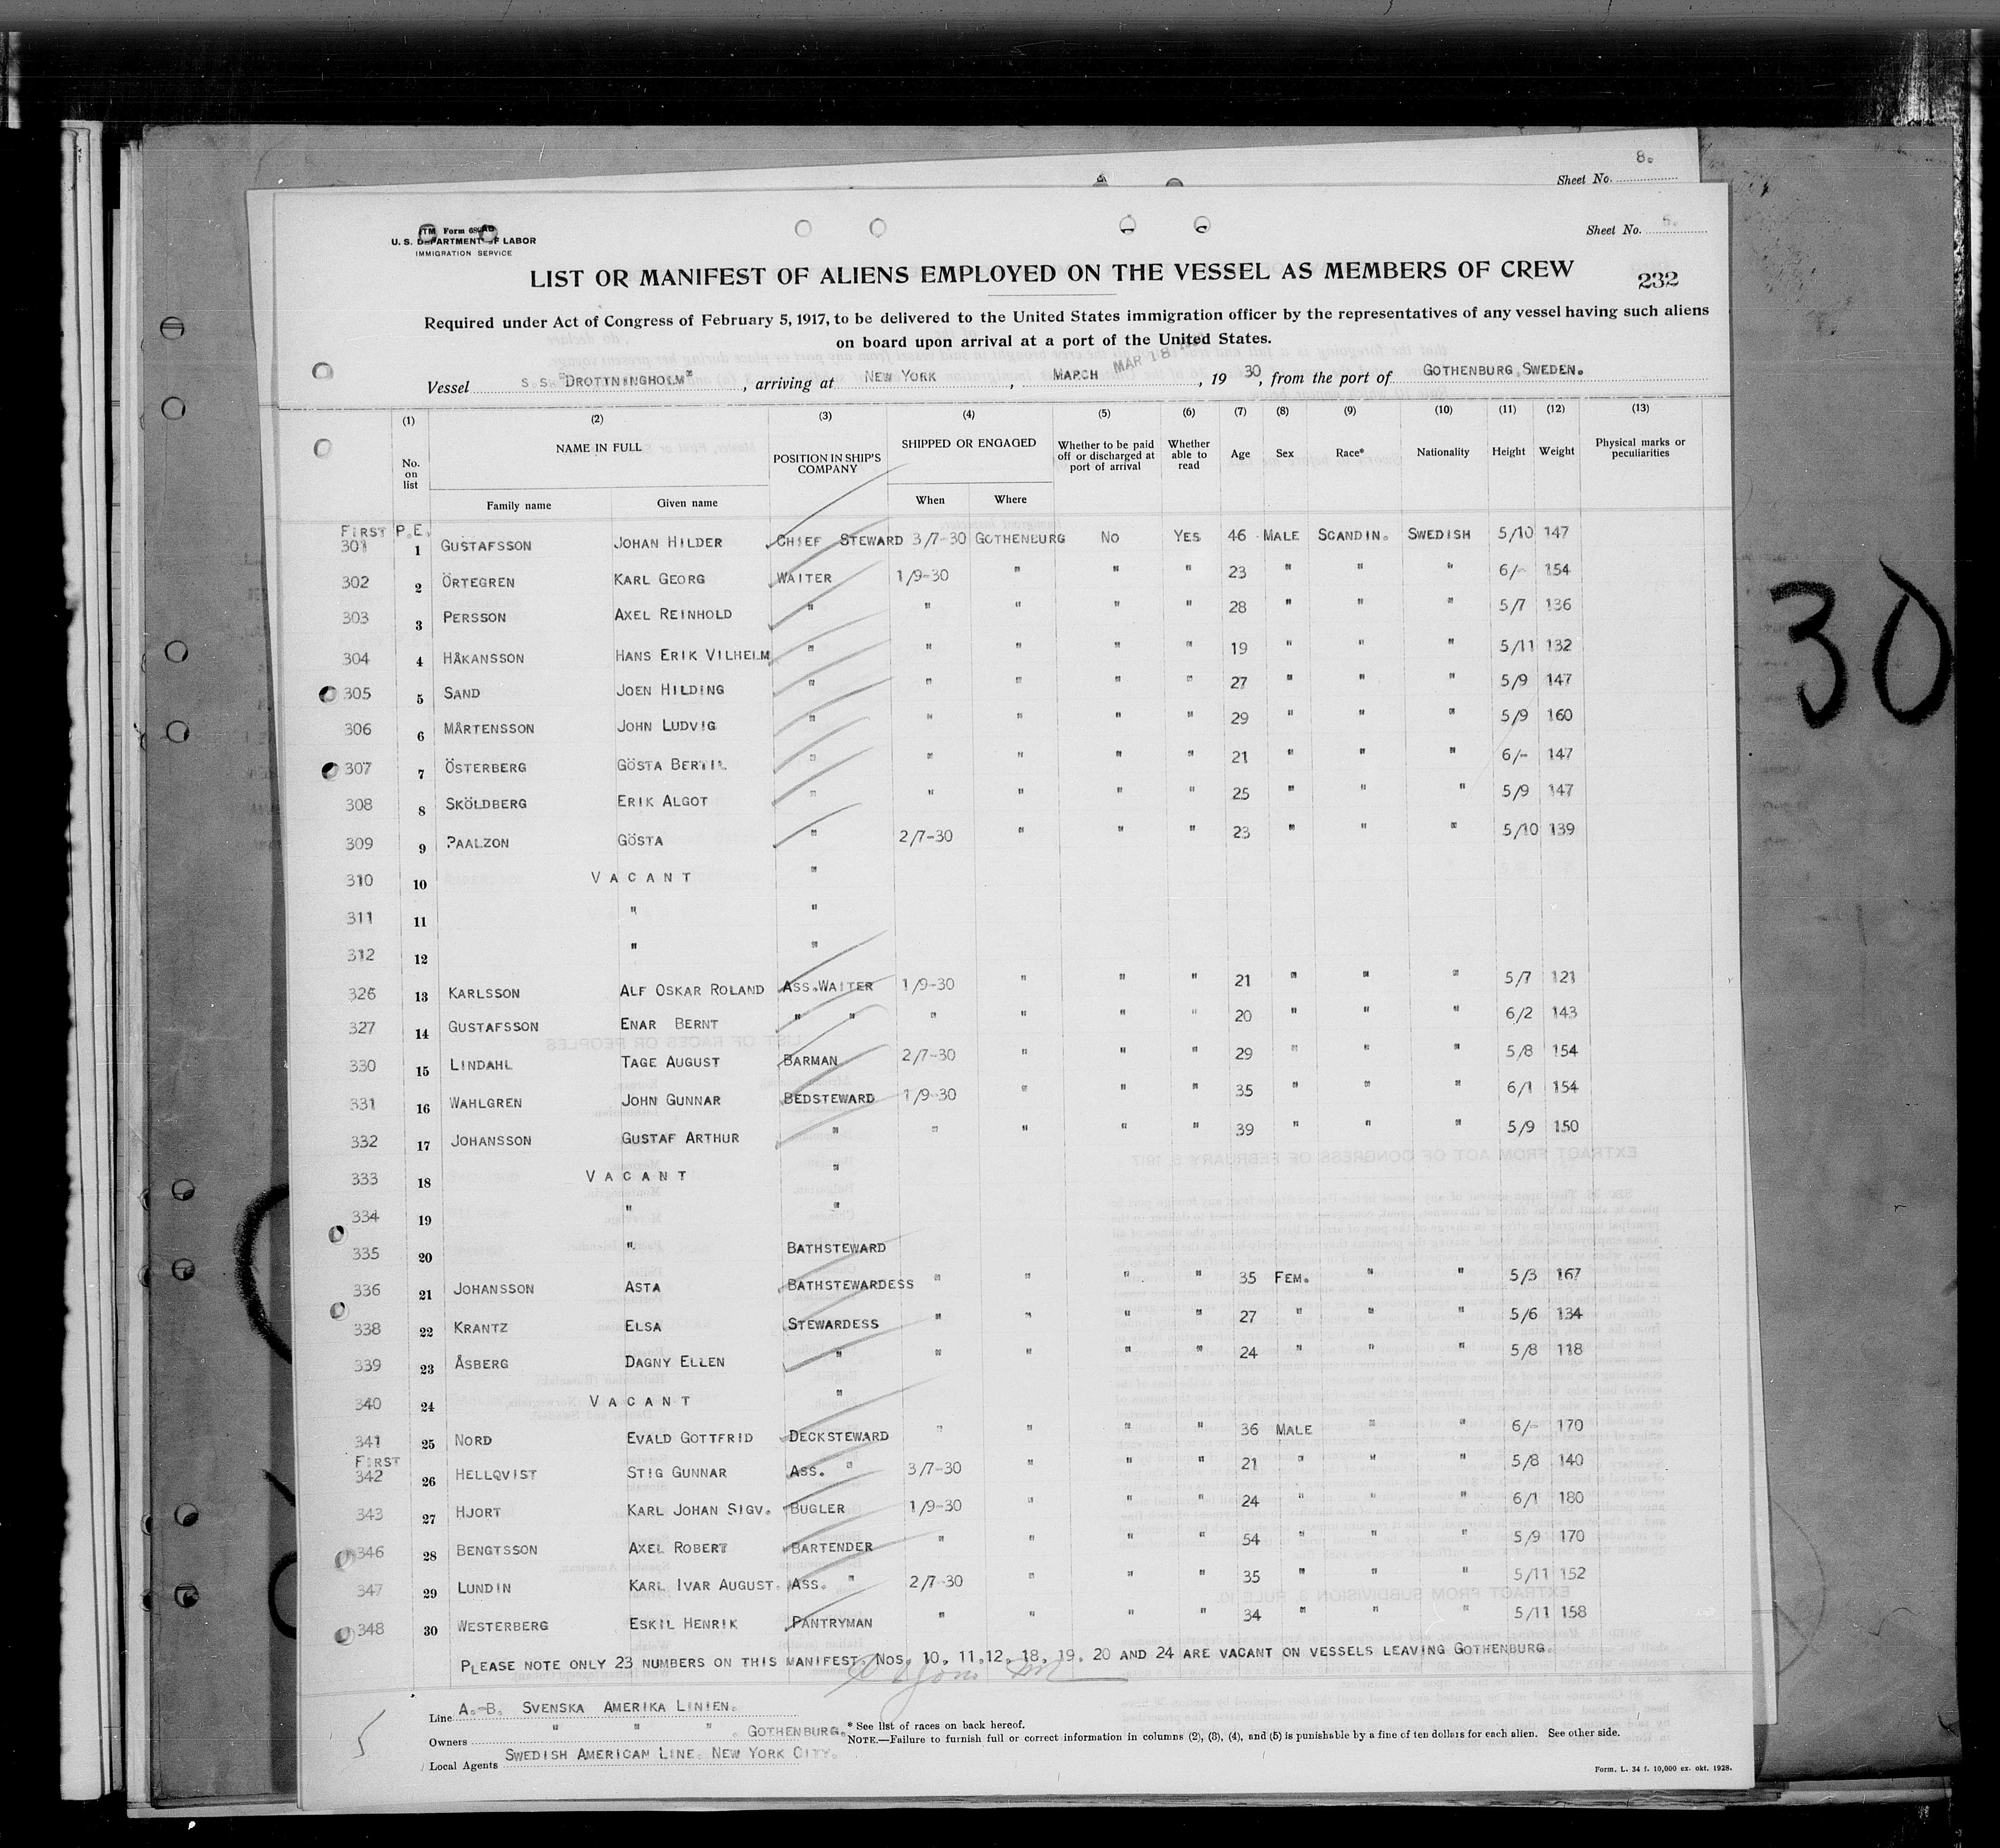 8.
Sheet No.
Sheet No.
ITM Form 680
U. S. DEPARTMENT OF LABOR
IMMIGRATION SERVICE
LIST OR MANIFEST OF ALIENS EMPLOYED ON THE VESSEL AS MEMBERS OF CREW
232
Required under Act of Congress of February 5, 1917, to be delivered to the United States immigration officer by the representatives of any vessel having such aliens
on board upon arrival at a port of the United States.
MAR 18
Vessel S.S. "DROTTNINGHOLM", arriving at NEW YORK, MARCH, 19 30, from the port of GOTHENBURG, SWEDEN.
(1) (2) (3) (4) (5) (6) (7) (8) (9) (10) (11) (12) (13)
No. on list NAME IN FULL POSITION IN SHIP'S COMPANY SHIPPED OR ENGAGED Whether to be paid off or discharged at port of arrival Whether able to read Age Sex Race* Nationality Height Weight Physical marks or peculiarities
Family name Given name When Where
FIRST P.E.
301 1 GUSTAFSSON JOHAN HILDER CHIEF STEWARD 3/7-30 GOTHENBURG NO YES 46 MALE SCANDIN. SWEDISH 5/10 147
302 2 ÖRTEGREN KARL GEORG WAITER 1/9-30 " " " 23 " " " 6/- 154
303 3 PERSSON AXEL REINHOLD " " " " " 28 " " " 5/7 136
304 4 HÅKANSSON HANS ERIK VILHELM " " " " " 19 " " " 5/11 132
305 5 SAND JOEN HILDING " " " " " 27 " " " 5/9 147
306 6 MÅRTENSSON JOHN LUDVIG " " " " " 29 " " " 5/9 160
307 7 ÖSTERBERG GÖSTA BERTIL " " " " " 21 " " " 6/- 147
308 8 SKÖLDBERG ERIK ALGOT " " " " " 25 " " " 5/9 147
309 9 PAALZON GÖSTA " 2/7-30 " " " 23 " " " 5/10 139
310 10 VACANT "
311 11 " "
312 12 " "
326 13 KARLSSON ALF OSKAR ROLAND ASS.WAITER 1/9-30 " " " 21 " " " 5/7 121
327 14 GUSTAFSSON ENAR BERNT " " " " " " 20 " " " 6/2 143
330 15 LINDAHL TAGE AUGUST BARMAN 2/7-30 " " " 29 " " " 5/8 154
331 16 WAHLGREN JOHN GUNNAR BEDSTEWARD 1/9-30 " " " 35 " " " 6/1 154
332 17 JOHANSSON GUSTAF ARTHUR " " " " " 39 " " " 5/9 150
333 18 VACANT "
334 19 " "
335 20 " BATHSTEWARD
336 21 JOHANSSON ASTA BATHSTEWARDESS " " " " 35 FEM. " " 5/3 167
338 22 KRANTZ ELSA STEWARDESS " " " " 27 " " " 5/6 134
339 23 ÅSBERG DAGNY ELLEN " " " " " 24 " " " 5/8 118
340 24 VACANT "
341 25 NORD EVALD GOTTFRID DECKSTEWARD " " " " 36 MALE " " 6/- 170
FIRST
342 26 HELLQVIST STIG GUNNAR ASS. " 3/7-30 " " " 21 " " " 5/8 140
343 27 HJORT KARL JOHAN SIGV. BUGLER 1/9-30 " " " 24 " " " 6/1 180
346 28 BENGTSSON AXEL ROBERT BARTENDER " " " " 54 " " " 5/9 170
347 29 LUNDIN KARL IVAR AUGUST. ASS. " 2/7-30 " " " 35 " " " 5/11 152
348 30 WESTERBERG ESKIL HENRIK PANTRYMAN " " " " 34 " " " 5/11 158
PLEASE NOTE ONLY 23 NUMBERS ON THIS MANIFEST. NOS. 10, 11,12, 18, 19, 20 AND 24 ARE VACANT ON VESSELS LEAVING GOTHENBURG.
Line A.-B. SVENSKA AMERIKA LINIEN.
Owners " " " . GOTHENBURG.
Local Agents SWEDISH AMERICAN LINE. NEW YORK CITY.
* See list of races on back hereof.
NOTE.—Failure to furnish full or correct information in columns (2), (3), (4), and (5) is punishable by a fine of ten dollars for each alien. See other side.
Form. L. 34 f. 10,000 ex. okt. 1928.
5
30